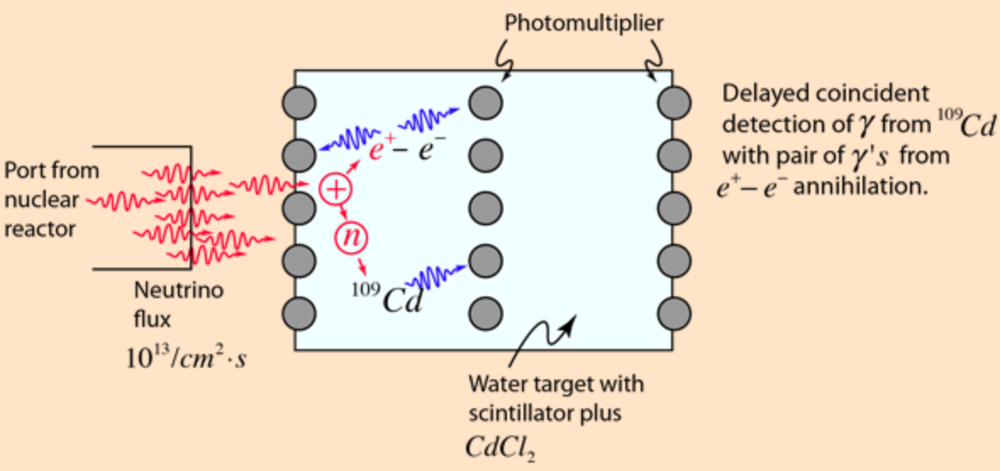 Photomultiplier
Delayed coincident
detection of γ from ¹⁰⁹Cd
with pair of γ's from
e⁺– e⁻ annihilation.
Port from
nuclear
reactor
e⁺– e⁻
+
n
¹⁰⁹Cd
Neutrino
flux
10¹³/cm²·s
Water target with
scintillator plus
CdCl₂